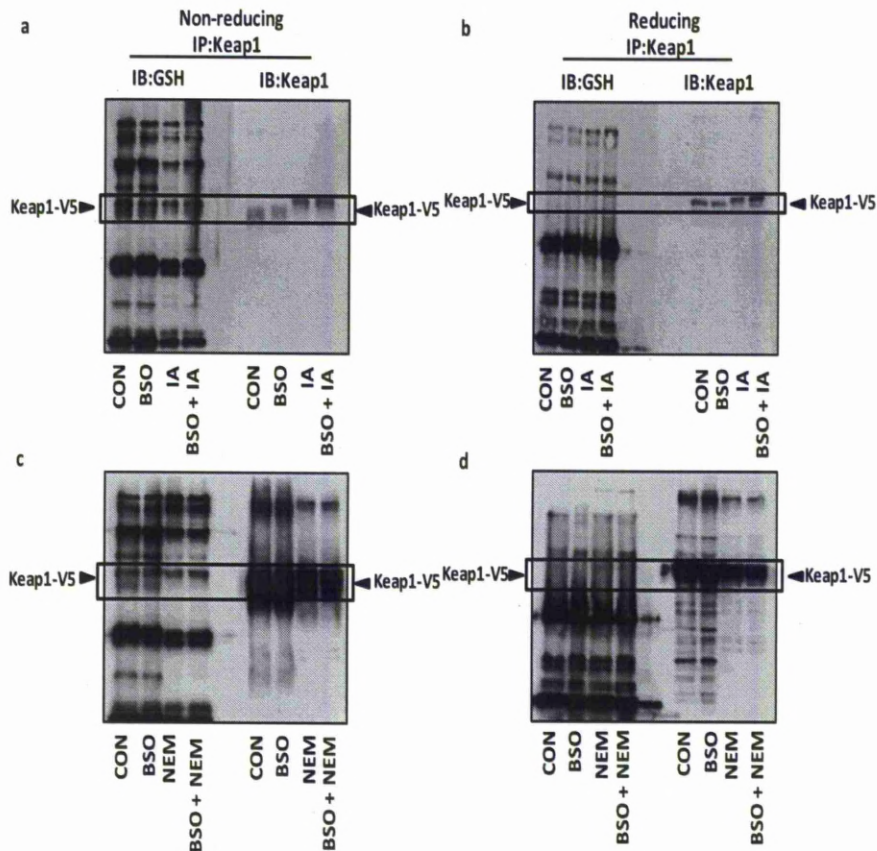 a
Non-reducing
IP:Keap1
IB:GSH
IB:Keap1
Keap1-V5
Keap1-V5
CON
BSO
IA
BSO + IA
CON
BSO
IA
BSO + IA
b
Reducing
IP:Keap1
IB:GSH
IB:Keap1
Keap1-V5
Keap1-V5
CON
BSO
IA
BSO + IA
CON
BSO
IA
BSO + IA
c
Keap1-V5
Keap1-V5
CON
BSO
NEM
BSO + NEM
CON
BSO
NEM
BSO + NEM
d
Keap1-V5
Keap1-V5
CON
BSO
NEM
BSO + NEM
CON
BSO
NEM
BSO + NEM